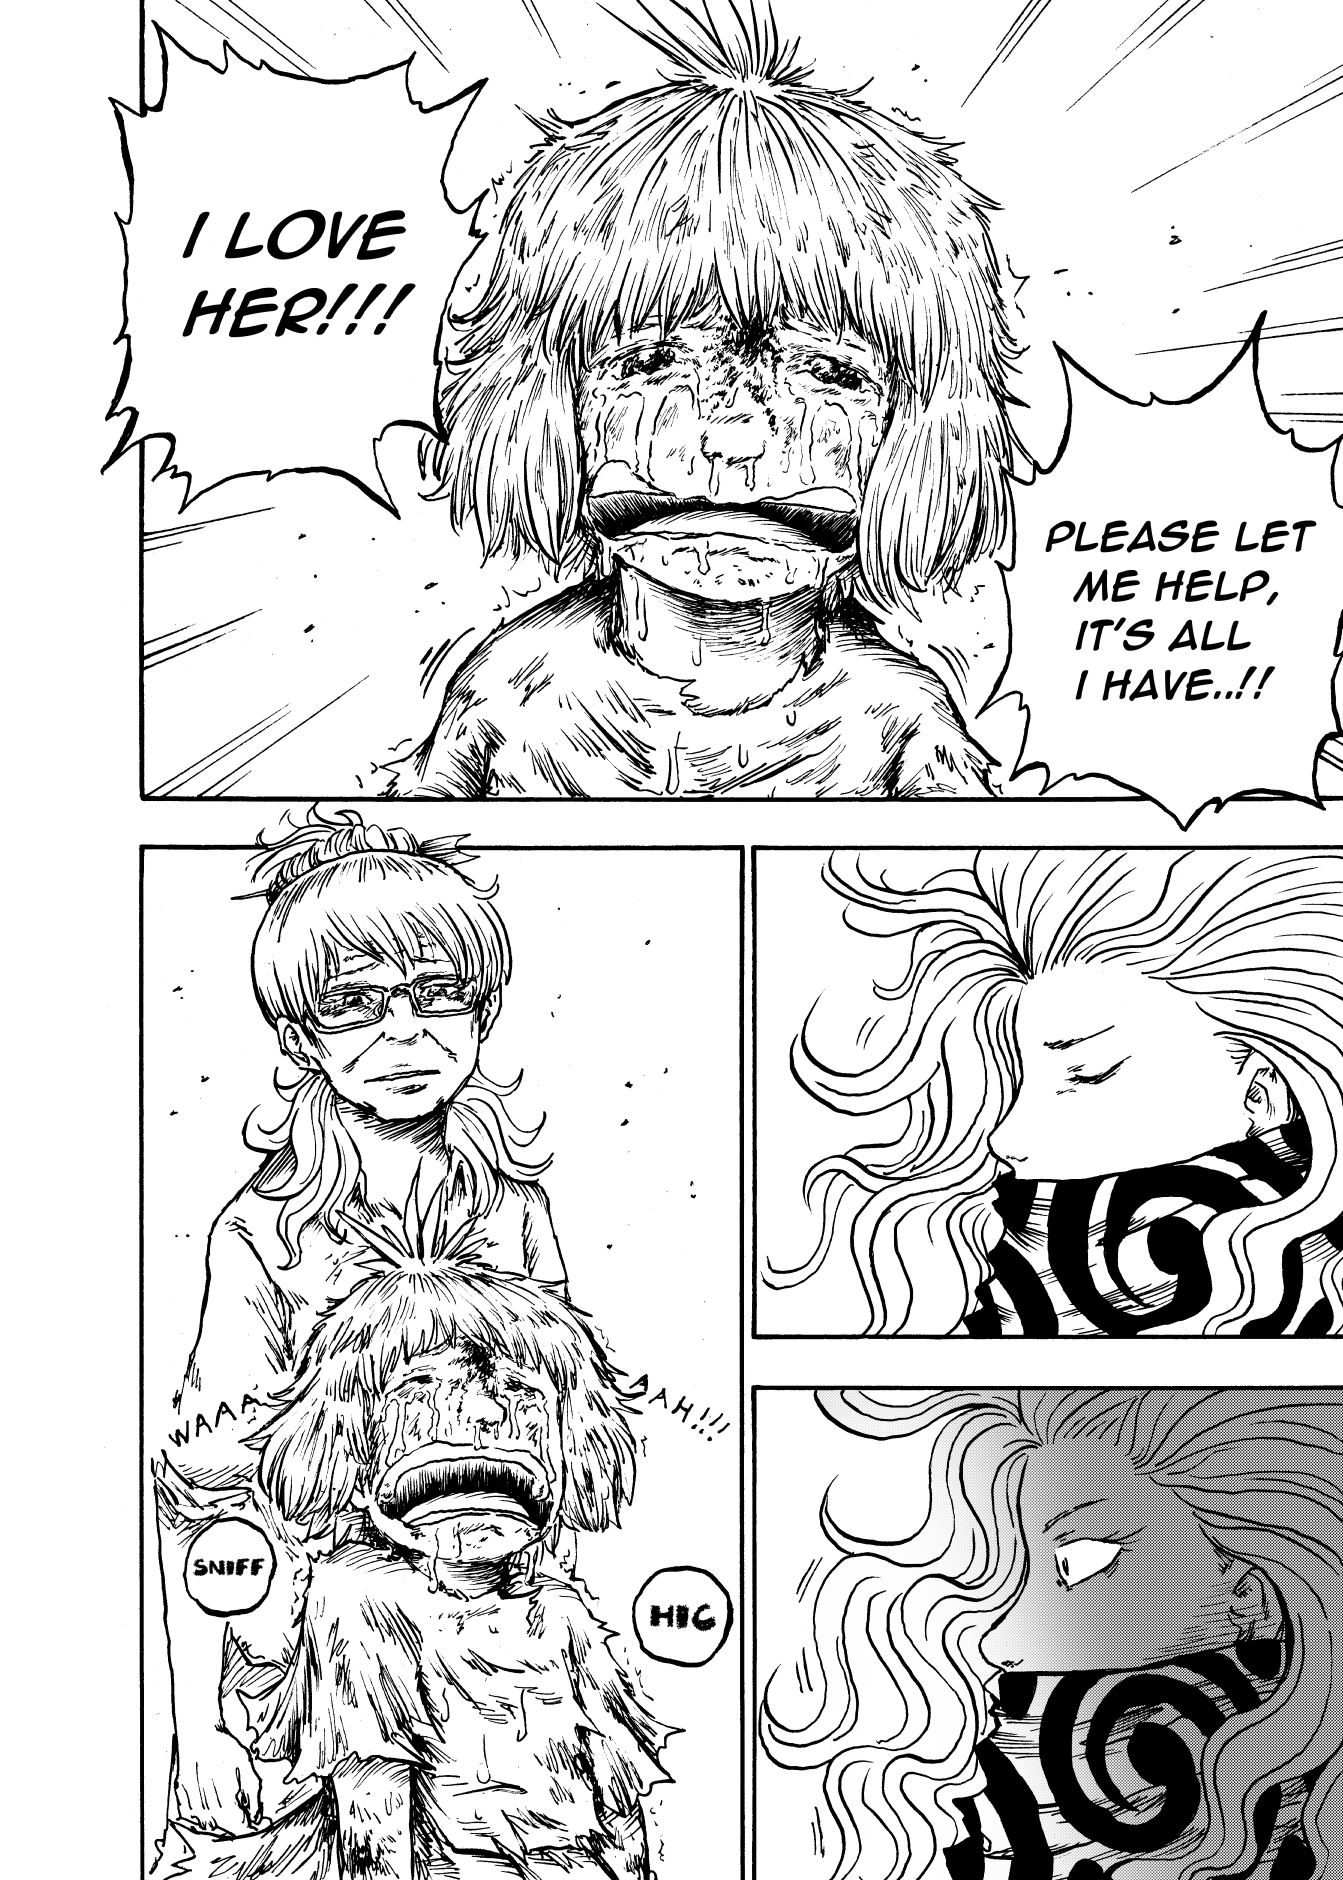 I LOVE
HER!!!
PLEASE LET
ME HELP,
IT'S ALL
I HAVE..!!
WAAA
AAH!!!
SNIFF
HIC